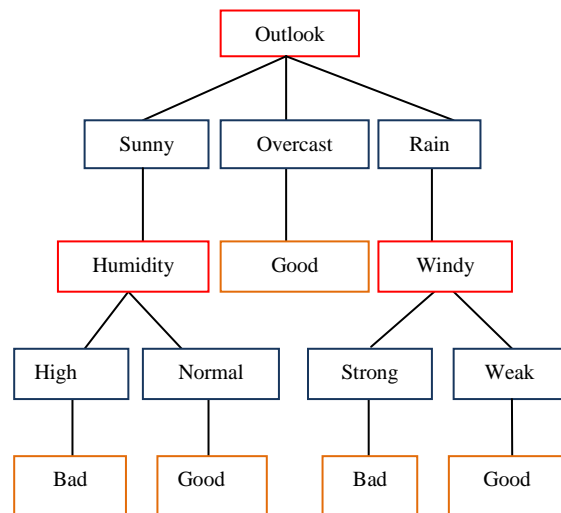 Outlook
Sunny Overcast Rain
Humidity Good Windy
High Normal Strong Weak
Bad Good Bad Good